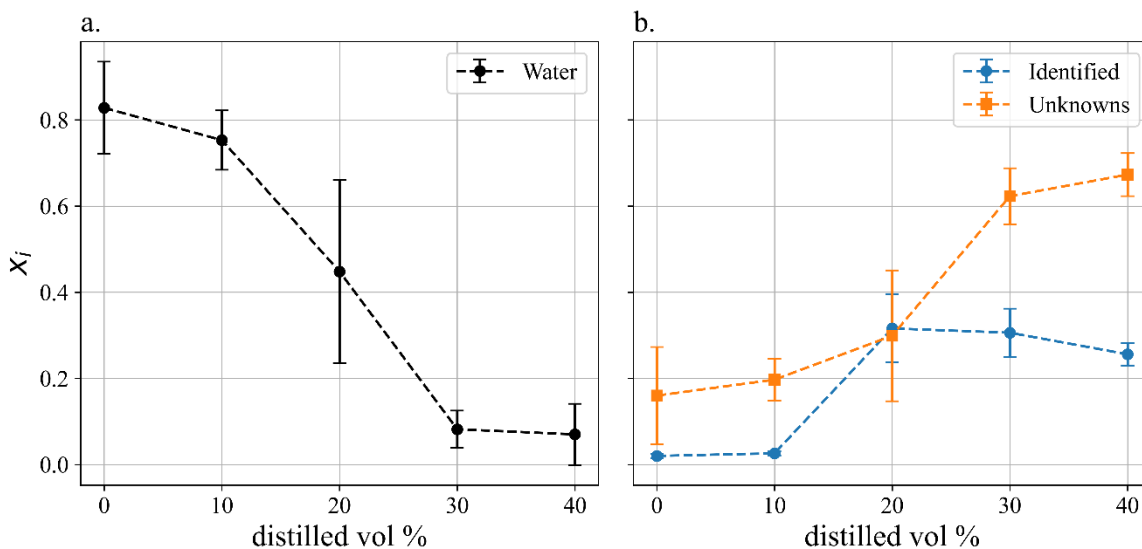 a.
b.
Water
Identified
Unknowns
0.8
0.6
0.4
0.2
0.0
xi
0 10 20 30 40
0 10 20 30 40
distilled vol %
distilled vol %